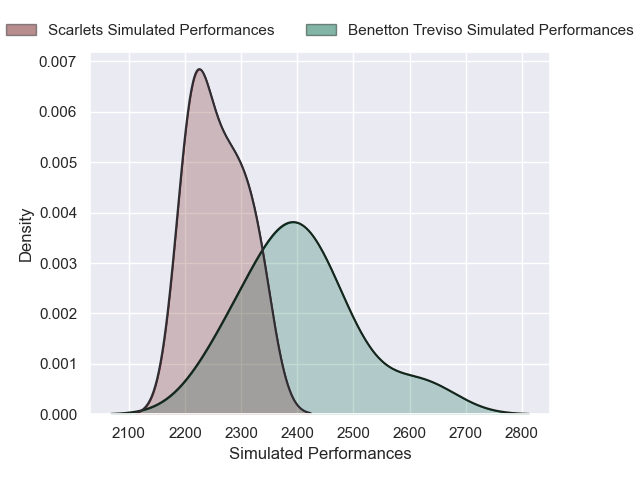 Scarlets Simulated Performances Benetton Treviso Simulated Performances
0.007
0.006
0.005
0.004
0.003
0.002
0.001
0.000
Density
2100 2200 2300 2400 2500 2600 2700 2800
Simulated Performances